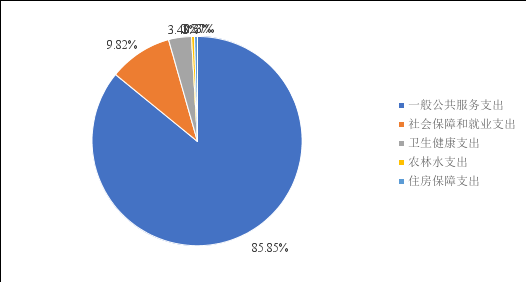 9.82%
85.85%
一般公共服务支出
社会保障和就业支出
卫生健康支出
农林水支出
住房保障支出